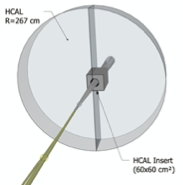 HCAL
R=267 cm
HCAL Insert
(60x60 cm²)